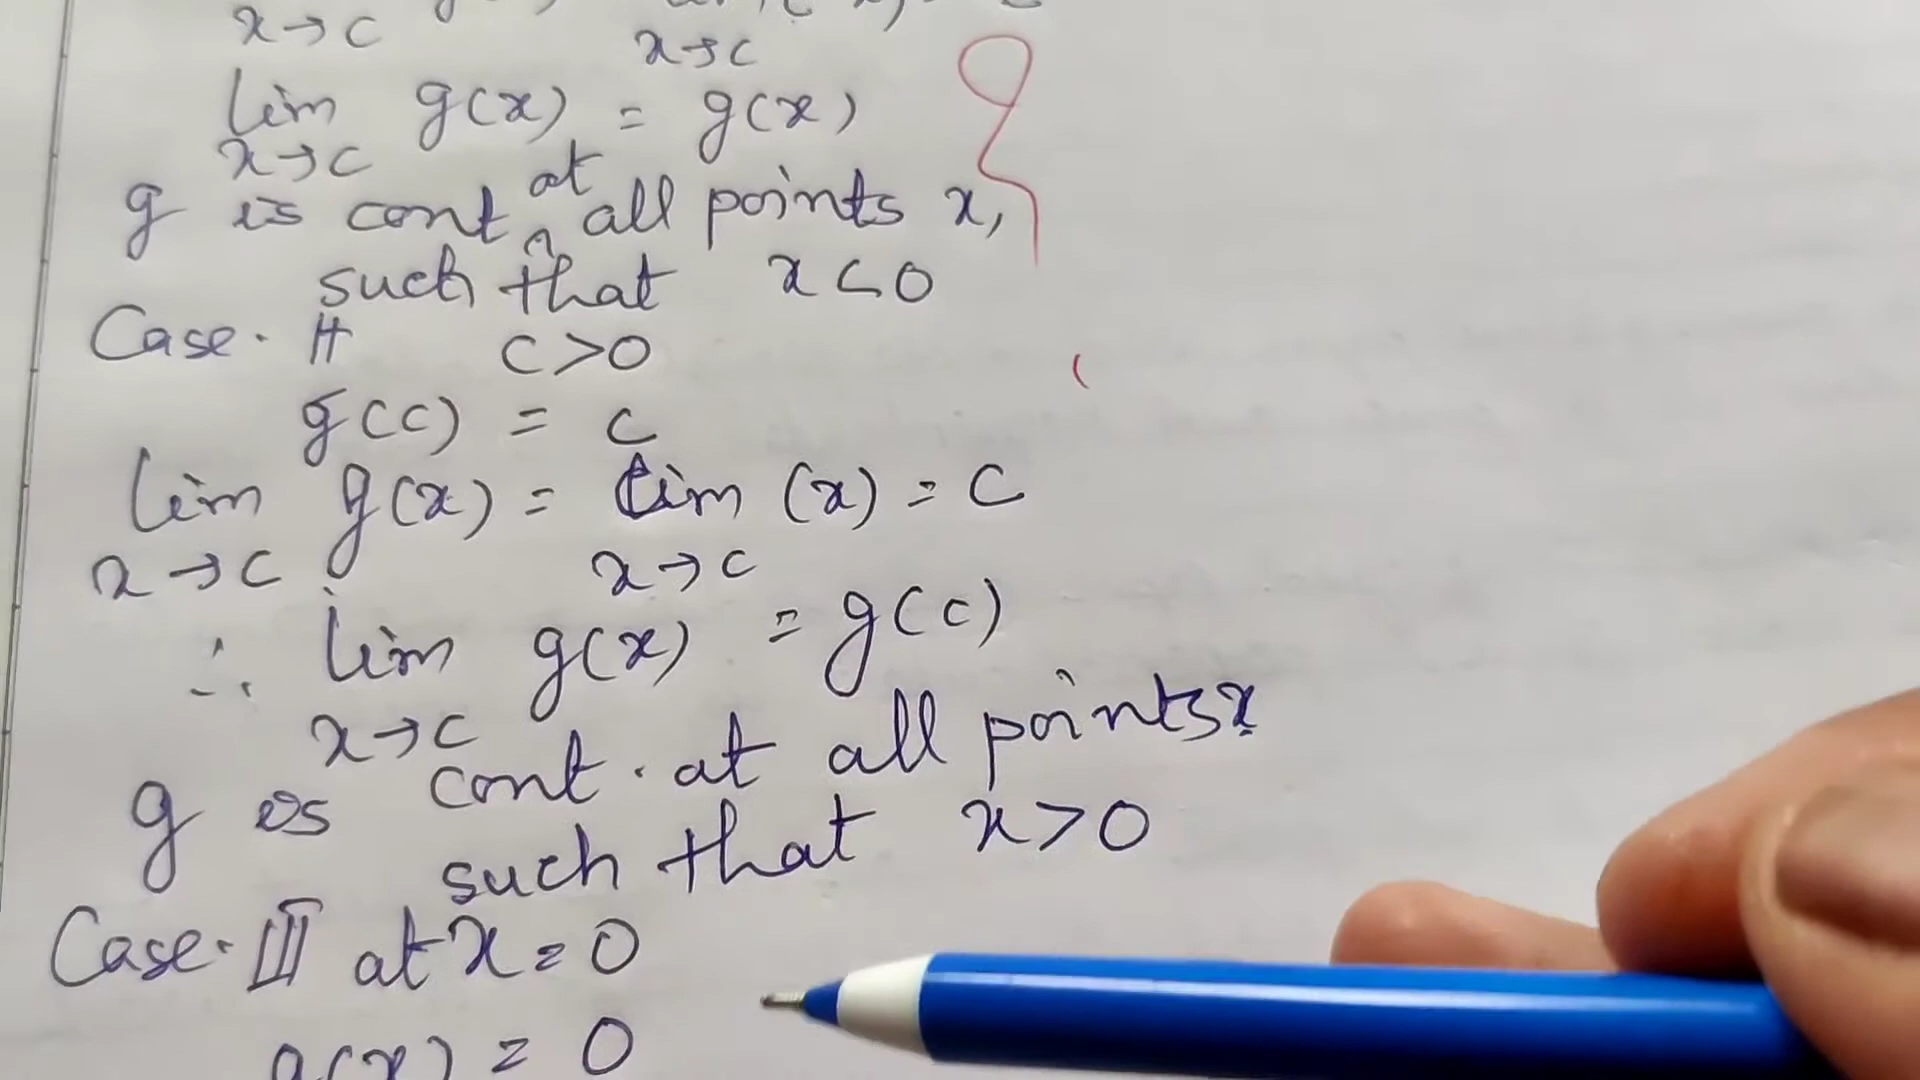 x→c x→c
lim g(x) = g(x)
x→c
g is cont at all points x,
such that x<0
Case. II c>0
g(c) = c
lim g(x) = lim (x) = c
x→c x→c
∴ lim g(x) = g(c)
x→c
g is cont. at all points x
such that x>0
Case. III at x=0
g(x) = 0